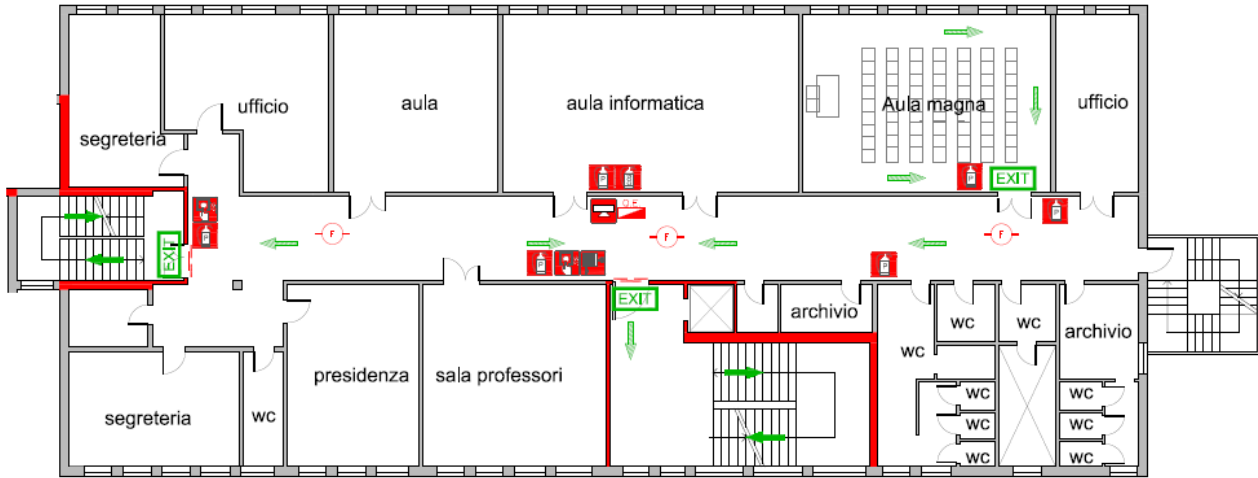 ufficio
aula
aula informatica
Aula magna
ufficio
segreteria
EXIT
Q.E.
F
F
F
EXIT
EXIT
archivio
archivio
presidenza
sala professori
segreteria
wc
wc
wc
wc
wc
wc
wc
wc
wc
wc